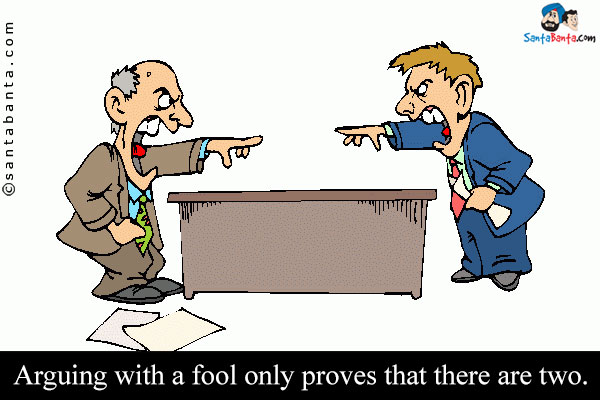 SantaBanta.com
©santabanta.com
Arguing with a fool only proves that there are two.